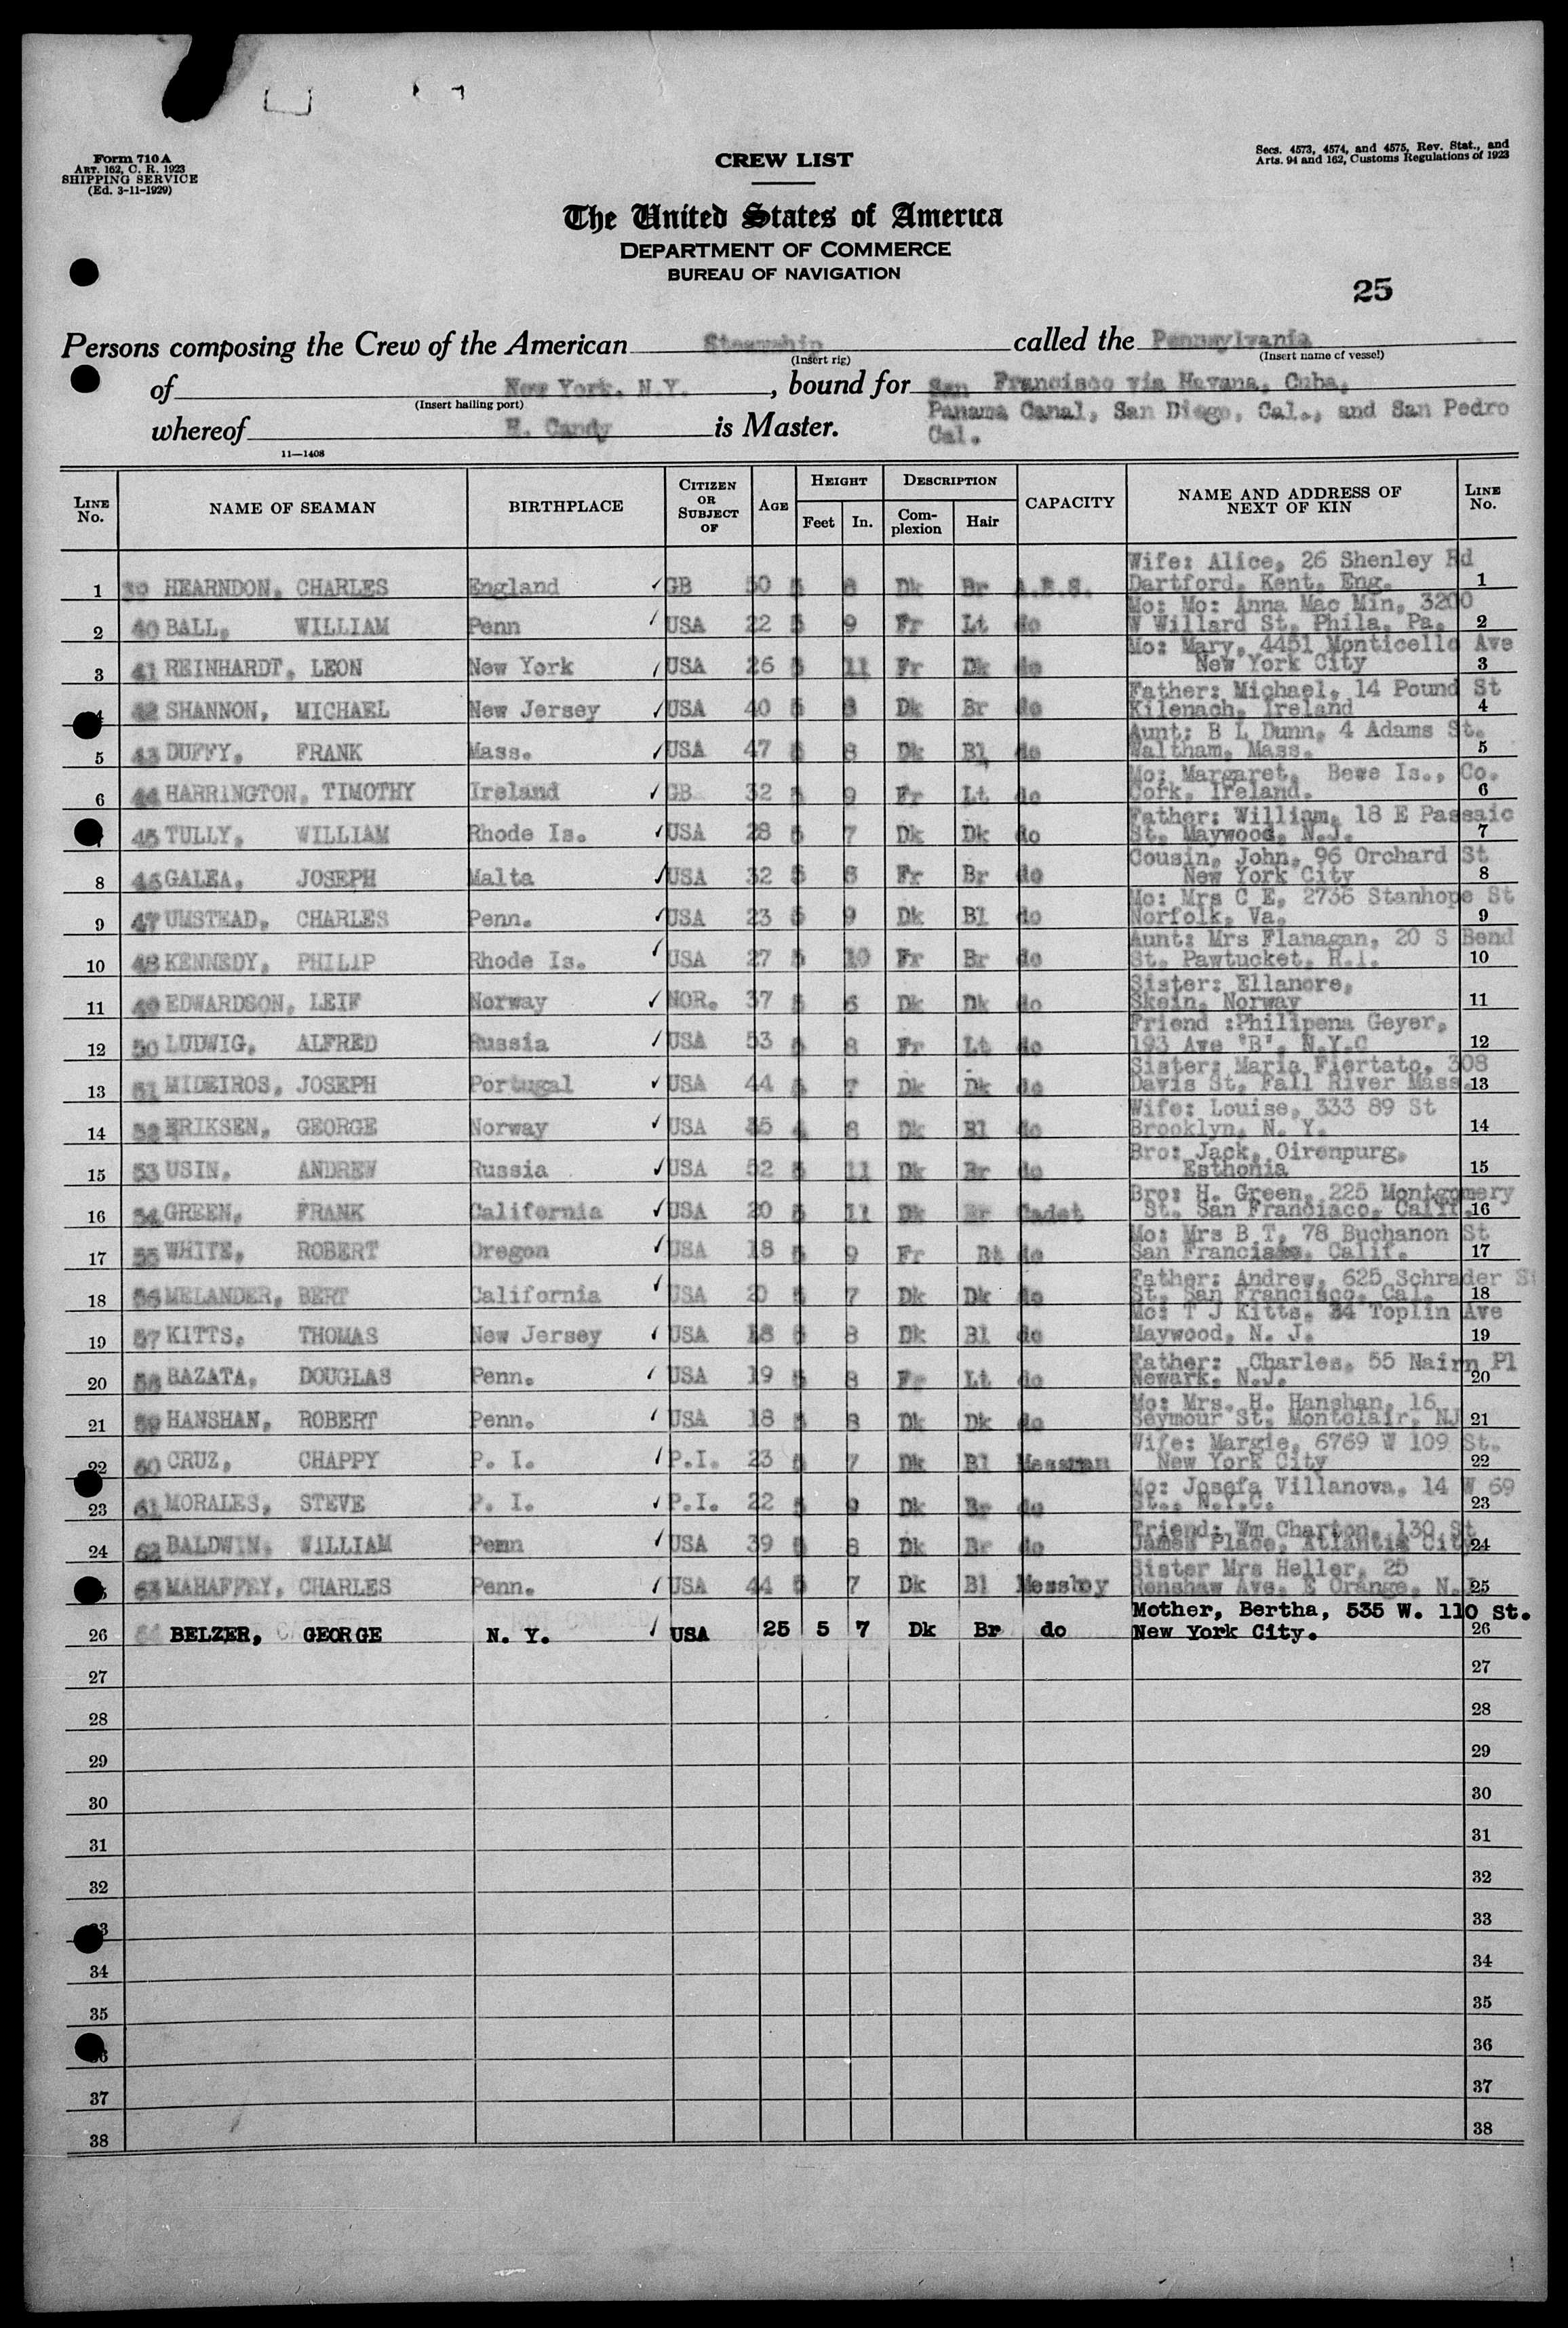 Form 710 A
ART. 162, C. R. 1923
SHIPPING SERVICE
(Ed. 3-11-1929)
CREW LIST
Secs. 4573, 4574, and 4575, Rev. Stat., and
Arts. 94 and 162, Customs Regulations of 1923
The United States of America
DEPARTMENT OF COMMERCE
BUREAU OF NAVIGATION
25
Persons composing the Crew of the American Steamship called the Pennsylvania
(Insert rig) (Insert name of vessel)
of New York, N.Y. , bound for San Francisco via Havana, Cuba,
(Insert hailing port)
Panama Canal, San Diego, Cal., and San Pedro
whereof H. Candy is Master. Cal.
11—1408
LINE No. NAME OF SEAMAN BIRTHPLACE CITIZEN OR SUBJECT OF AGE HEIGHT Feet In. DESCRIPTION Complexion Hair CAPACITY NAME AND ADDRESS OF NEXT OF KIN LINE No.
Wife: Alice, 26 Shenley Rd
1 39 HEARNDON, CHARLES England ✓ GB 50 5 8 Dk Br A.B.S. Dartford, Kent, Eng. 1
Mo: Mo: Anna Mac Min, 3200
2 40 BALL, WILLIAM Penn ✓ USA 22 5 9 Fr Lt do W Willard St, Phila, Pa. 2
Mo: Mary, 4451 Monticello Ave
3 41 REINHARDT, LEON New York ✓ USA 26 5 11 Fr Dk do New York City 3
Father: Michael, 14 Pound St
4 42 SHANNON, MICHAEL New Jersey ✓ USA 40 5 8 Dk Br do Kilenach, Ireland 4
Aunt: B L Dunn, 4 Adams St.
5 43 DUFFY, FRANK Mass. ✓ USA 47 5 8 Dk Bl do Waltham, Mass. 5
Mo: Margaret, Bewe Is., Co.
6 44 HARRINGTON, TIMOTHY Ireland ✓ GB 32 5 9 Fr Lt do Cork, Ireland. 6
Father: William, 18 E Passaic
45 TULLY, WILLIAM Rhode Is. ✓ USA 28 5 7 Dk Dk do St. Maywood, N.J. 7
Cousin, John, 96 Orchard St
8 46 GALEA, JOSEPH Malta ✓ USA 32 5 6 Fr Br do New York City 8
Mo: Mrs C E, 2736 Stanhope St
9 47 UMSTEAD, CHARLES Penn. ✓ USA 23 5 9 Dk Bl do Norfolk, Va. 9
Aunt: Mrs Flanagan, 20 S Bend
10 48 KENNEDY, PHILIP Rhode Is. ✓ USA 27 5 10 Fr Br do St. Pawtucket, R.I. 10
Sister: Ellanore,
11 49 EDWARDSON, LEIF Norway ✓ NOR. 37 5 6 Dk Dk do Skein, Norway 11
Friend :Philipena Geyer,
12 50 LUDWIG, ALFRED Russia ✓ USA 53 5 8 Fr Lt do 193 Ave "B", N.Y.C 12
Sister: Maria Fiertato, 308
13 51 MIDEIROS, JOSEPH Portugal ✓ USA 44 5 7 Dk Dk do Davis St, Fall River Mass. 13
Wife: Louise, 333 89 St
14 52 ERIKSEN, GEORGE Norway ✓ USA 35 4 8 Dk Bl do Brooklyn, N. Y. 14
Bro: Jack, Oirenpurg,
15 53 USIN, ANDREW Russia ✓ USA 52 5 11 Dk Br do Esthonia 15
Bro: H. Green, 225 Montgomery
16 54 GREEN, FRANK California ✓ USA 20 5 11 Dk Br Cadet St. San Francisco, Calif. 16
Mo: Mrs B T, 78 Buchanon St
17 55 WHITE, ROBERT Oregon ✓ USA 18 5 9 Fr Bt do San Francisco, Calif. 17
Father: Andrew, 625 Schrader St
18 56 MELANDER, BERT California ✓ USA 20 5 7 Dk Dk do St. San Francisco, Cal. 18
Mo: T J Kitts, 34 Toplin Ave
19 57 KITTS, THOMAS New Jersey ✓ USA 18 5 8 Dk Bl do Maywood, N. J. 19
Father: Charles, 55 Nairn Pl
20 58 BAZATA, DOUGLAS Penn. ✓ USA 19 5 8 Fr Lt do Newark, N.J. 20
Mo: Mrs. H. Hanshan, 16
21 59 HANSHAN, ROBERT Penn. ✓ USA 18 5 8 Dk Dk do Seymour St, Montclair, NJ 21
Wife: Margie, 6769 W 109 St.
22 60 CRUZ, CHAPPY P. I. ✓ P.I. 23 5 7 Dk Bl Messman New York City 22
Mo: Josefa Villanova, 14 W 69
23 61 MORALES, STEVE P. I. ✓ P.I. 22 5 9 Dk Br do St., N.Y.C. 23
Friend: Wm Charton, 130 St
24 62 BALDWIN, WILLIAM Penn ✓ USA 39 5 8 Dk Br do James Place, Atlantic City 24
Sister Mrs Heller, 25
63 MAHAFFEY, CHARLES Penn. ✓ USA 44 5 7 Dk Bl Messboy Renshaw Ave. E Orange, N.J. 25
Mother, Bertha, 535 W. 110 St.
26 64 BELZER, GEORGE N. Y. ✓ USA 25 5 7 Dk Br do New York City. 26
27 27
28 28
29 29
30 30
31 31
32 32
33 33
34 34
35 35
36 36
37 37
38 38